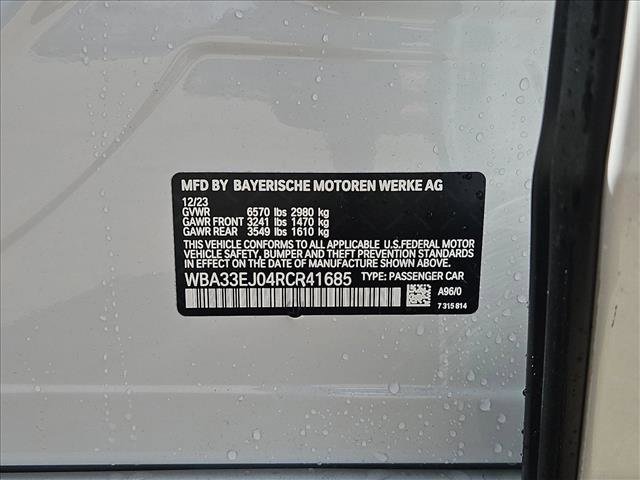 MFD BY BAYERISCHE MOTOREN WERKE AG
12/23
GVWR 6570 lbs 2980 kg
GAWR FRONT 3241 lbs 1470 kg
GAWR REAR 3549 lbs 1610 kg
THIS VEHICLE CONFORMS TO ALL APPLICABLE U.S.FEDERAL MOTOR
VEHICLE SAFETY, BUMPER, AND THEFT PREVENTION STANDARDS
IN EFFECT ON THE DATE OF MANUFACTURE SHOWN ABOVE.
WBA33EJ04RCR41685 TYPE: PASSENGER CAR
A96/0
7 315 814